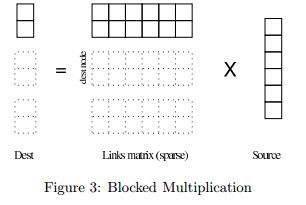 dest node
=
X
Dest
Links matrix (sparse)
Source
Figure 3: Blocked Multiplication